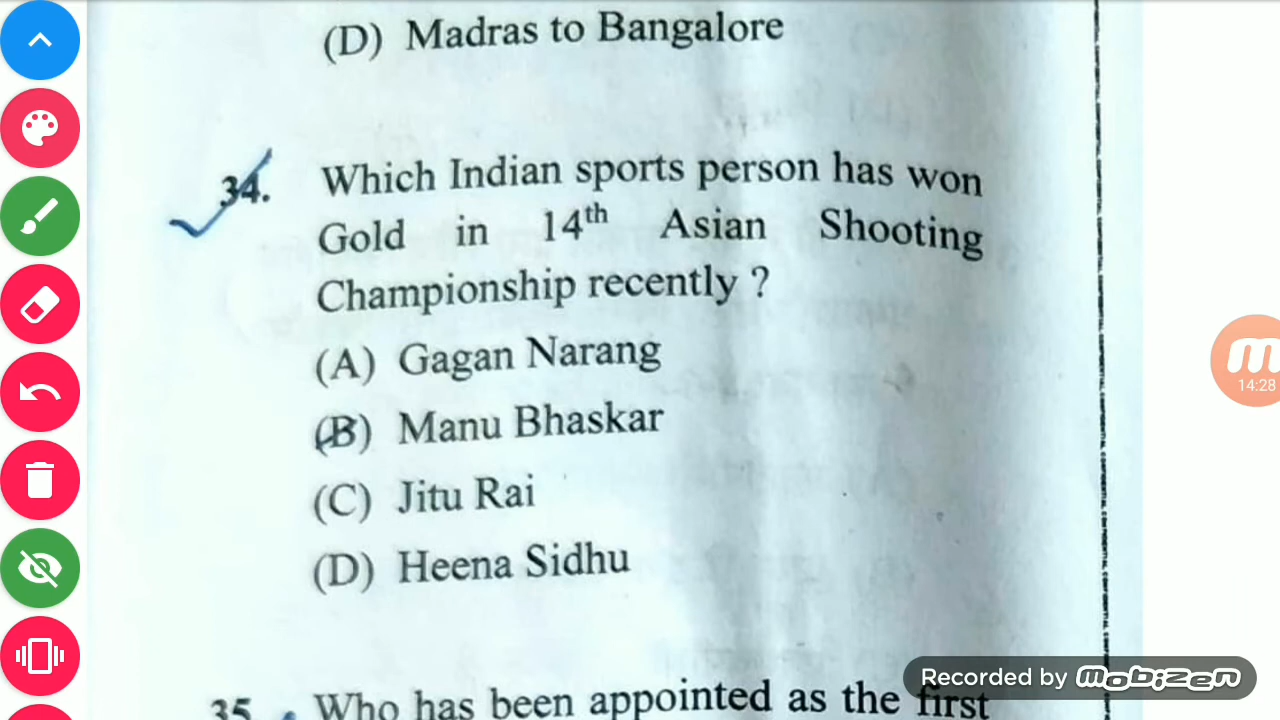 (D) Madras to Bangalore
34. Which Indian sports person has won
Gold in 14th Asian Shooting
Championship recently ?
(A) Gagan Narang
(B) Manu Bhaskar
(C) Jitu Rai
(D) Heena Sidhu
14:28
Recorded by mobizen
35 Who has been appointed as the first